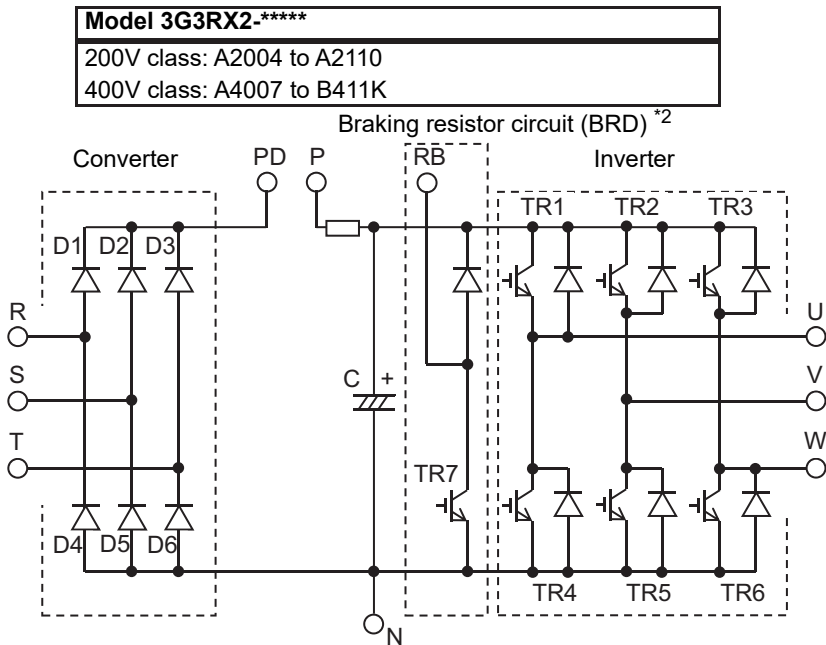 Model 3G3RX2-*****
200V class: A2004 to A2110
400V class: A4007 to B411K
Braking resistor circuit (BRD) *2
Converter PD P RB Inverter
TR1 TR2 TR3
D1 D2 D3
R U
S V
C +
T W
TR7
D4 D5 D6
TR4 TR5 TR6
N